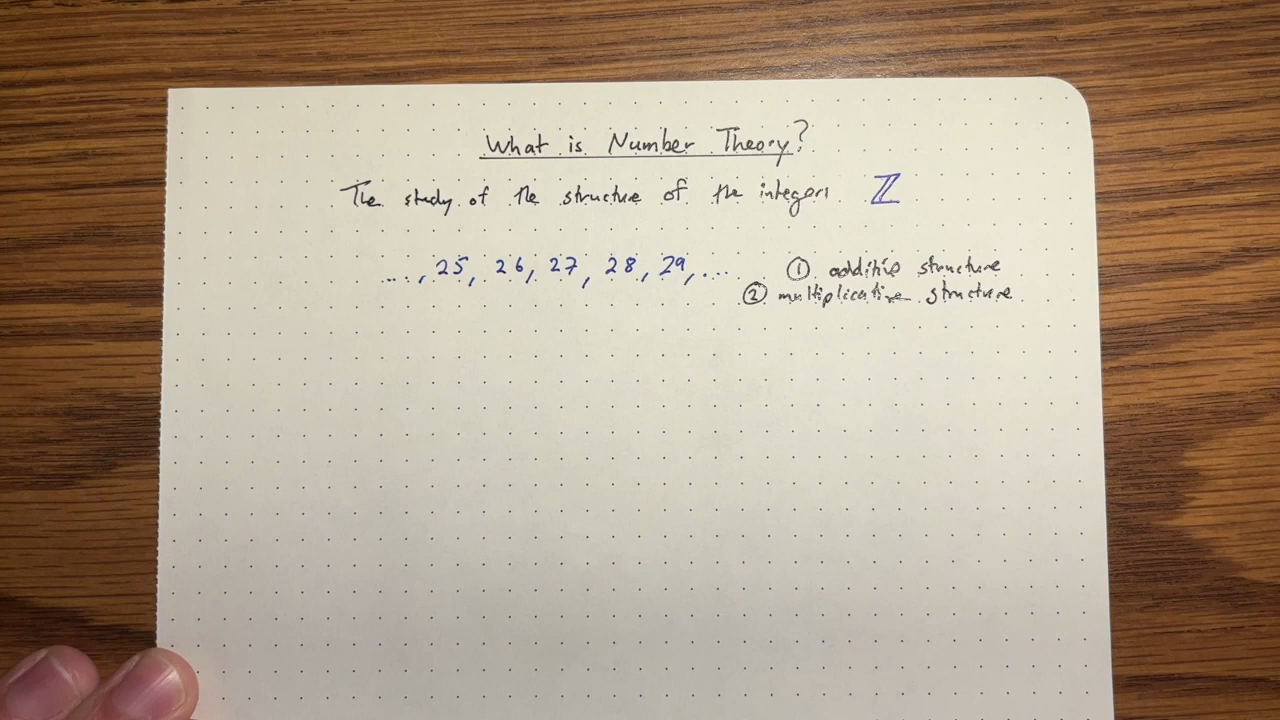 What is Number Theory?
The study of the structure of the integers ℤ
..., 25, 26, 27, 28, 29, ... ① additive structure
② multiplicative structure